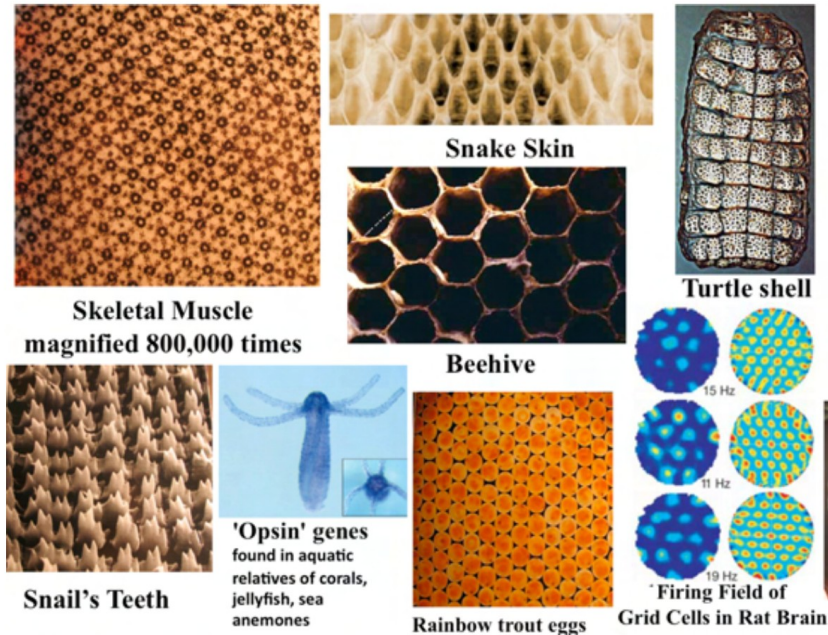 Snake Skin
Skeletal Muscle
magnified 800,000 times
Beehive
Turtle shell
15 Hz
11 Hz
19 Hz
Snail's Teeth
'Opsin' genes
found in aquatic
relatives of corals,
jellyfish, sea
anemones
Rainbow trout eggs
Firing Field of
Grid Cells in Rat Brain